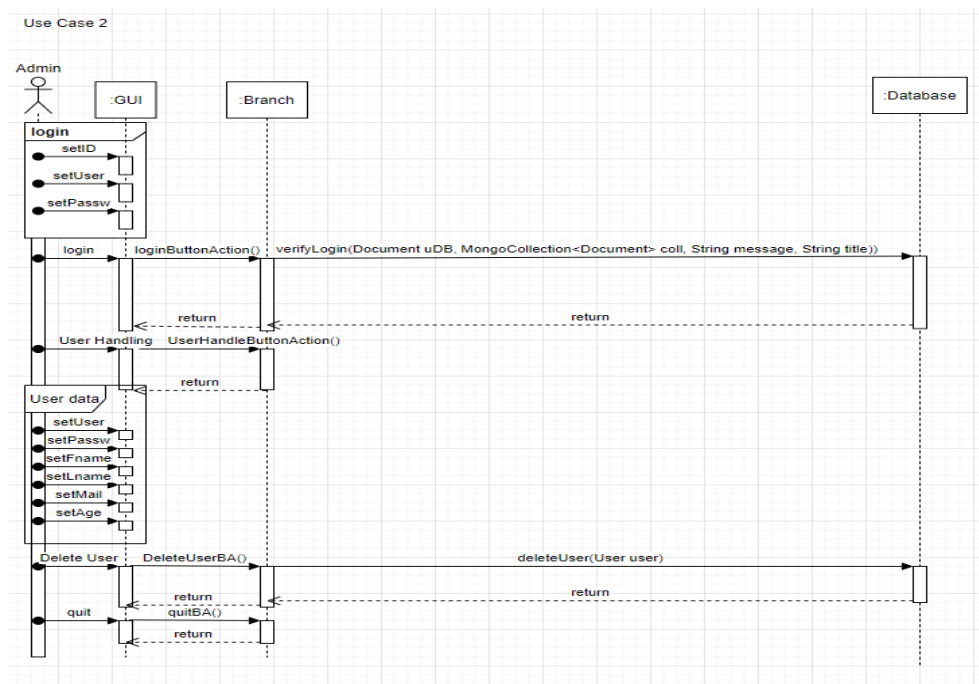 Use Case 2
Admin
:GUI
:Branch
:Database
login
setID
setUser
setPassw
login loginButtonAction() verifyLogin(Document uDB, MongoCollection<Document> coll, String message, String title))
return return
User Handling UserHandleButtonAction()
return
User data
setUser
setPassw
setFname
setLname
setMail
setAge
Delete User DeleteUserBA() deleteUser(User user)
return return
quit quitBA()
return